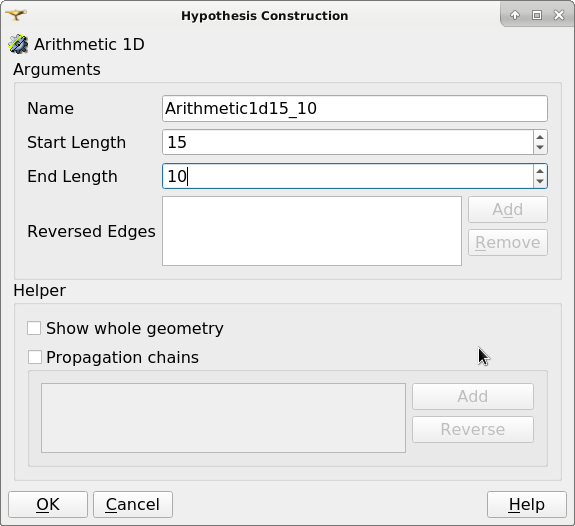 Hypothesis Construction
Arithmetic 1D
Arguments
Name Arithmetic1d15_10
Start Length 15
End Length 10
Reversed Edges
Add
Remove
Helper
Show whole geometry
Propagation chains
Add
Reverse
OK Cancel Help